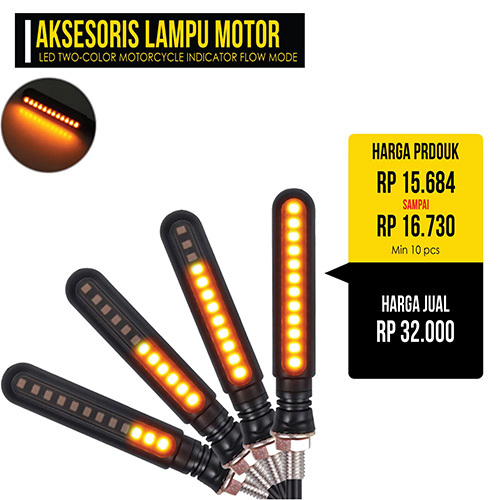 AKSESORIS LAMPU MOTOR
LED TWO-COLOR MOTORCYCLE INDICATOR FLOW MODE
HARGA PRDOUK
RP 15.684
SAMPAI
RP 16.730
Min 10 pcs
HARGA JUAL
RP 32.000